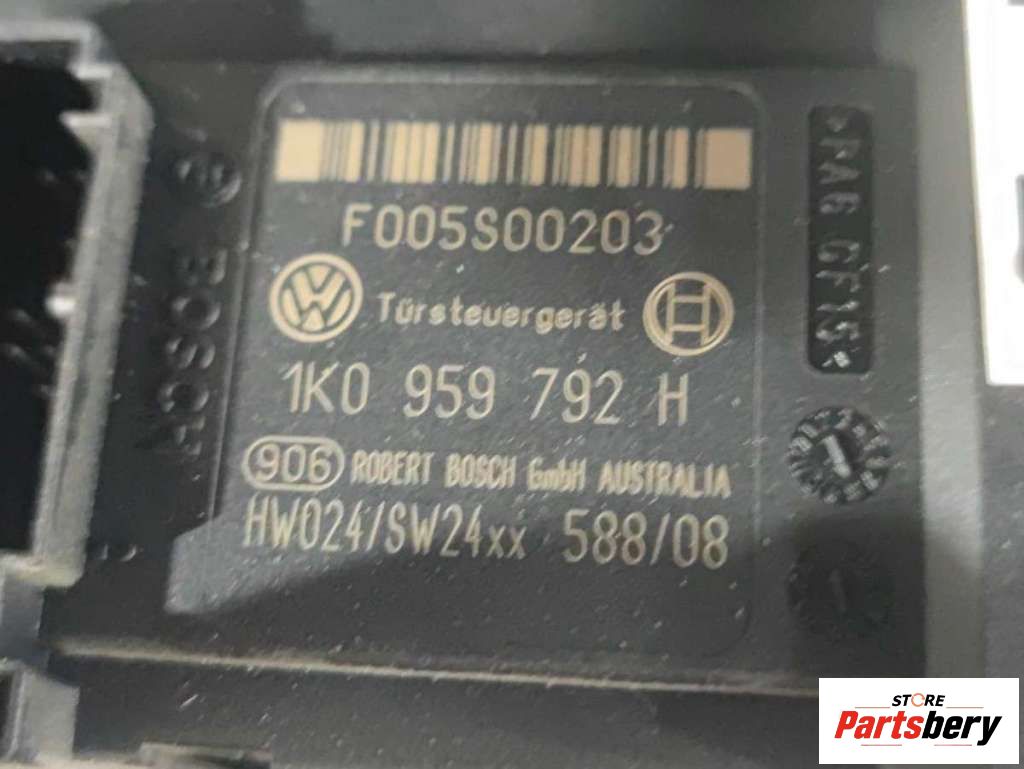 F005S00203
Türsteuergerät
1K0 959 792 H
906 ROBERT BOSCH GmbH AUSTRALIA
HW024/SW24xx 588/08
BOSCH
>PA6 GF15<
STORE
Partsbery